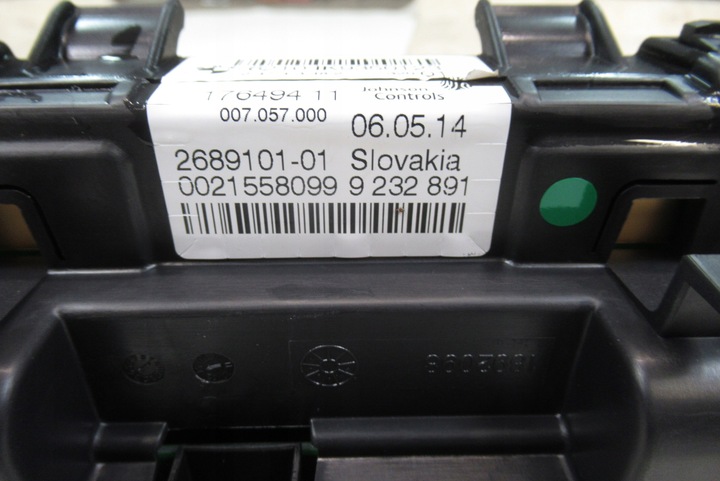 176494 11
Johnson
Controls
007.057.000
06.05.14
2689101-01 Slovakia
0021558099 9 232 891